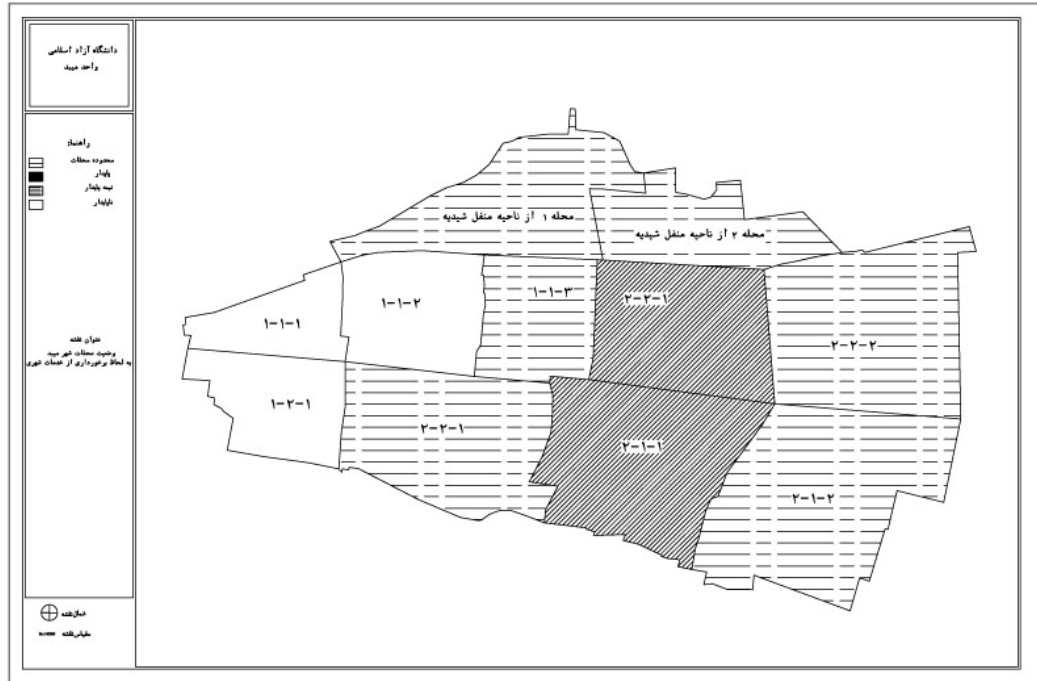 دانشگاه آزاد اسلامی
واحد میبد
راهنما:
محدوده محلات
پایدار
نیمه پایدار
ناپایدار
عنوان نقشه
وضعیت محلات شهر میبد
به لحاظ برخورداری از خدمات شهری
شمال نقشه
مقیاس نقشه
محله ۱ از ناحیه منفل شیدیه
محله ۲ از ناحیه منفل شیدیه
۱-۱-۱
۱-۱-۲
۱-۱-۳
۲-۲-۱
۲-۲-۲
۱-۲-۱
۲-۲-۱
۲-۱-۱
۲-۱-۲